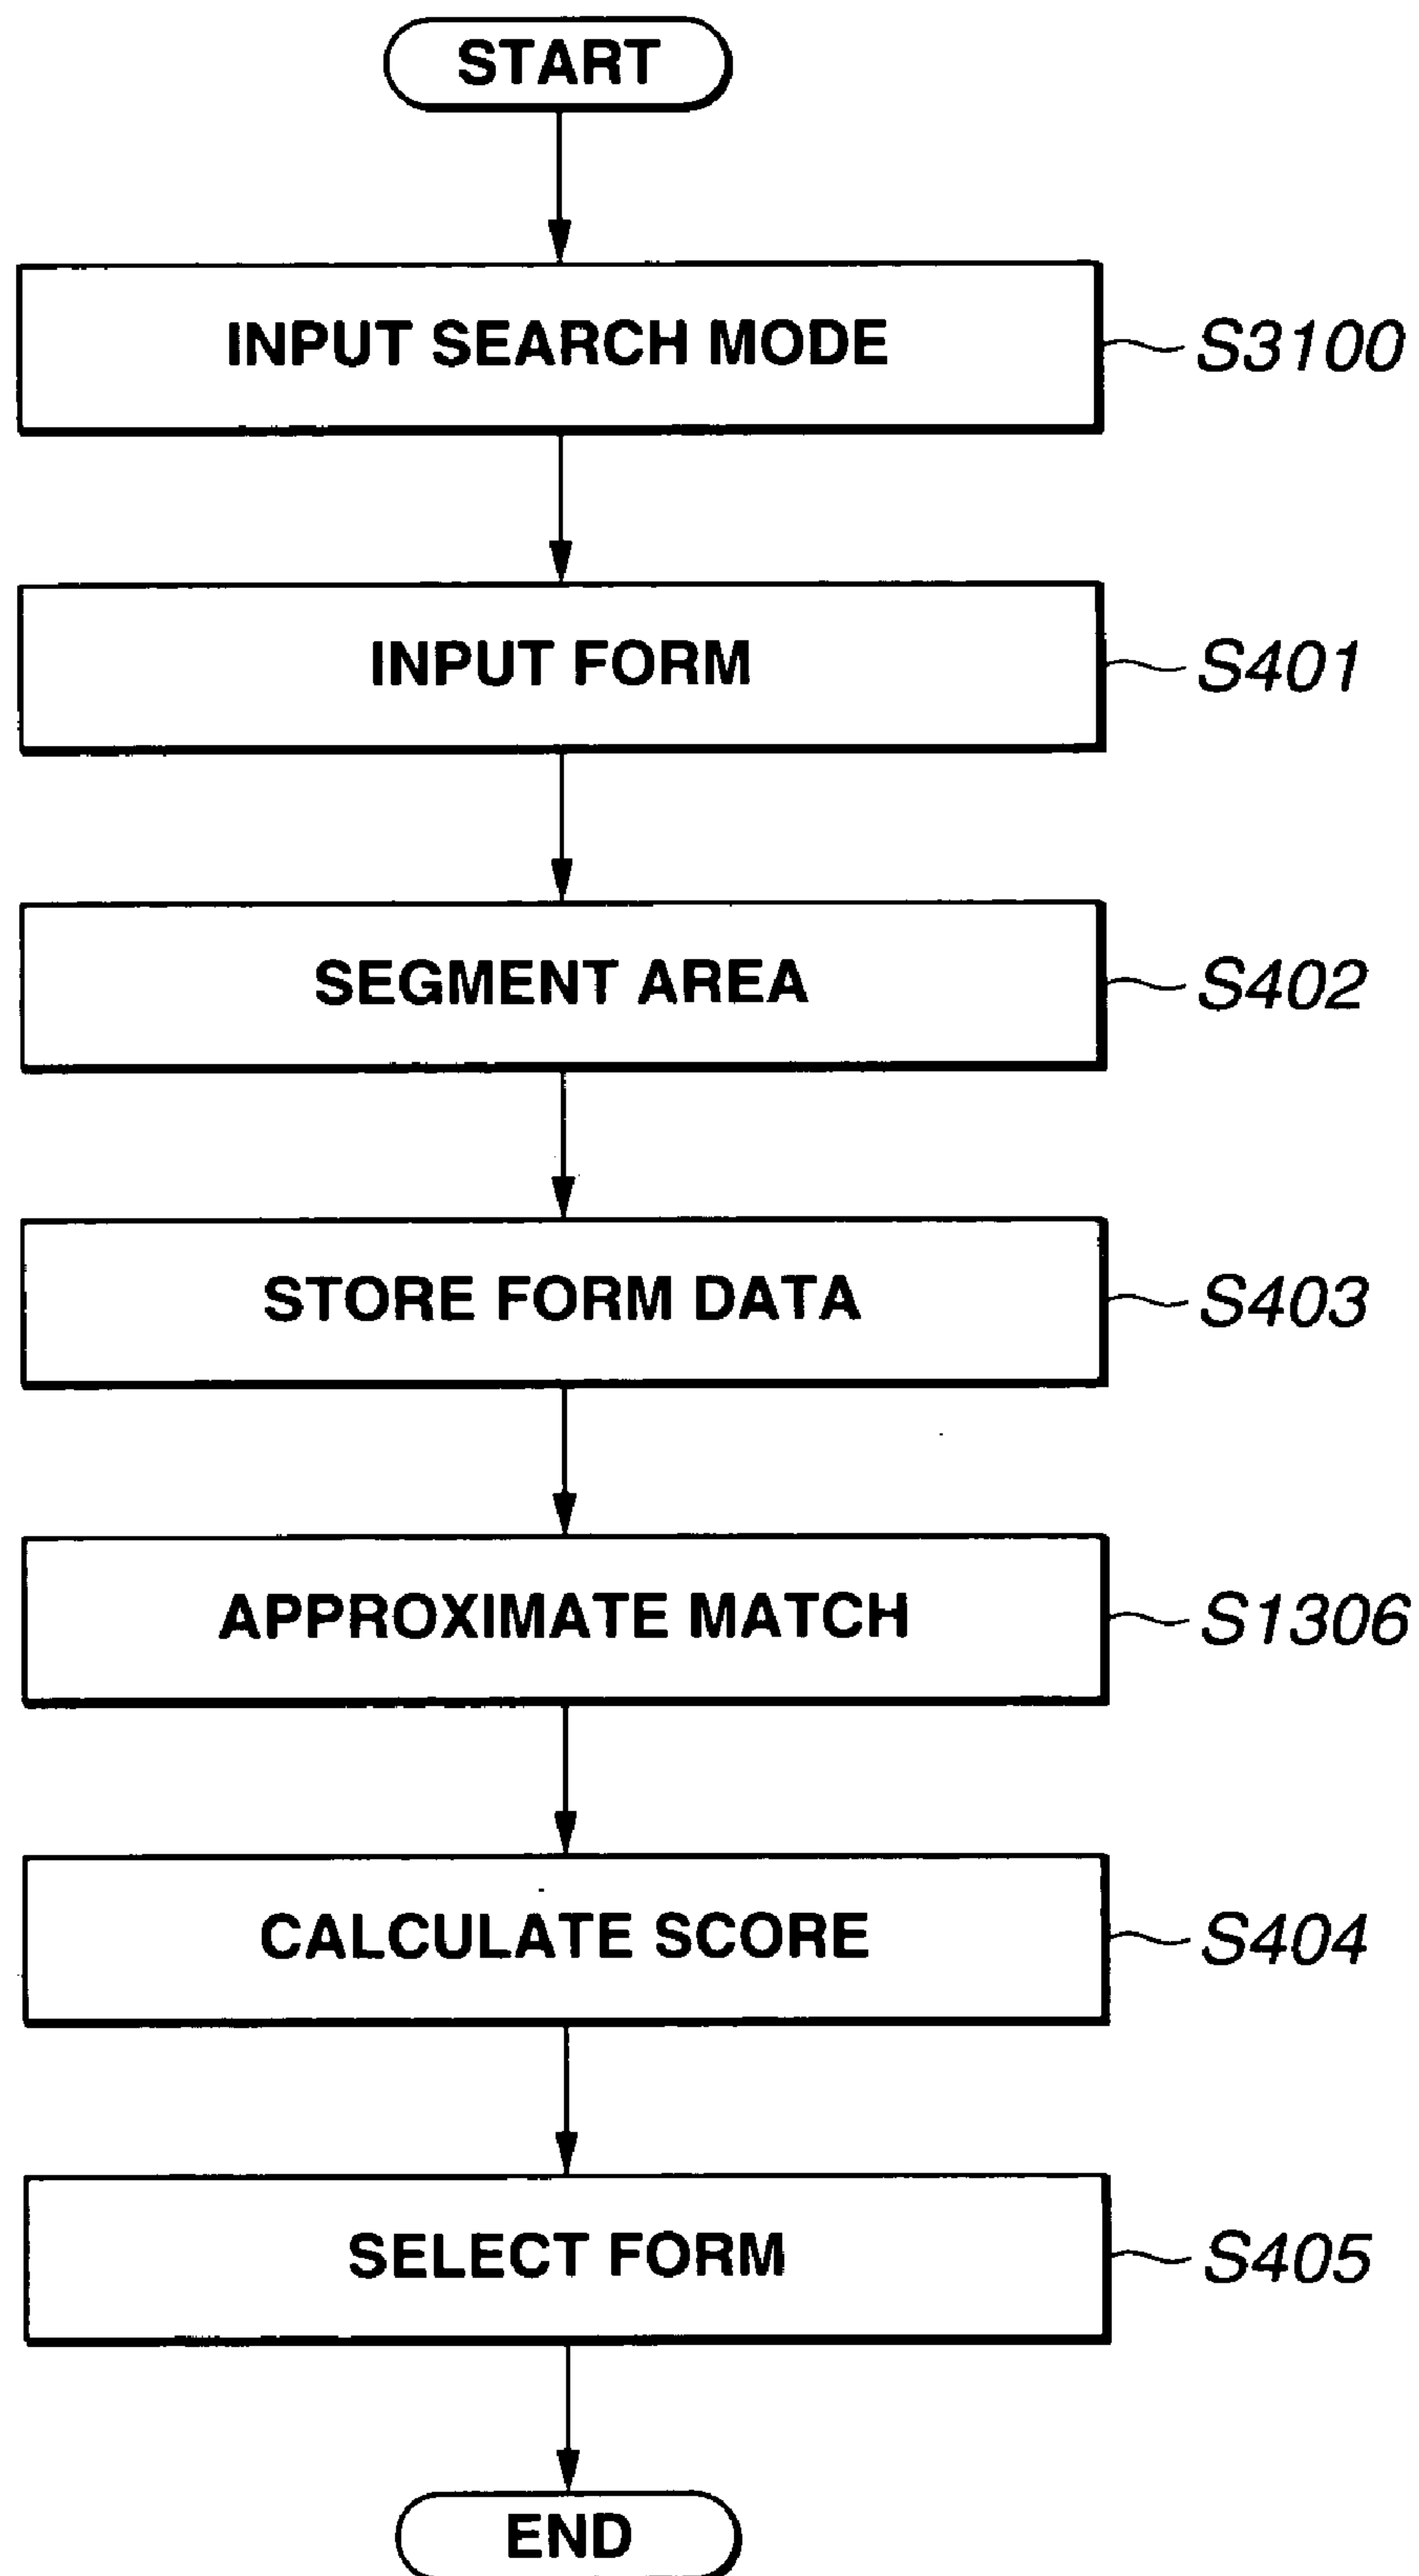 START
INPUT SEARCH MODE S3100
INPUT FORM S401
SEGMENT AREA S402
STORE FORM DATA S403
APPROXIMATE MATCH S1306
CALCULATE SCORE S404
SELECT FORM S405
END